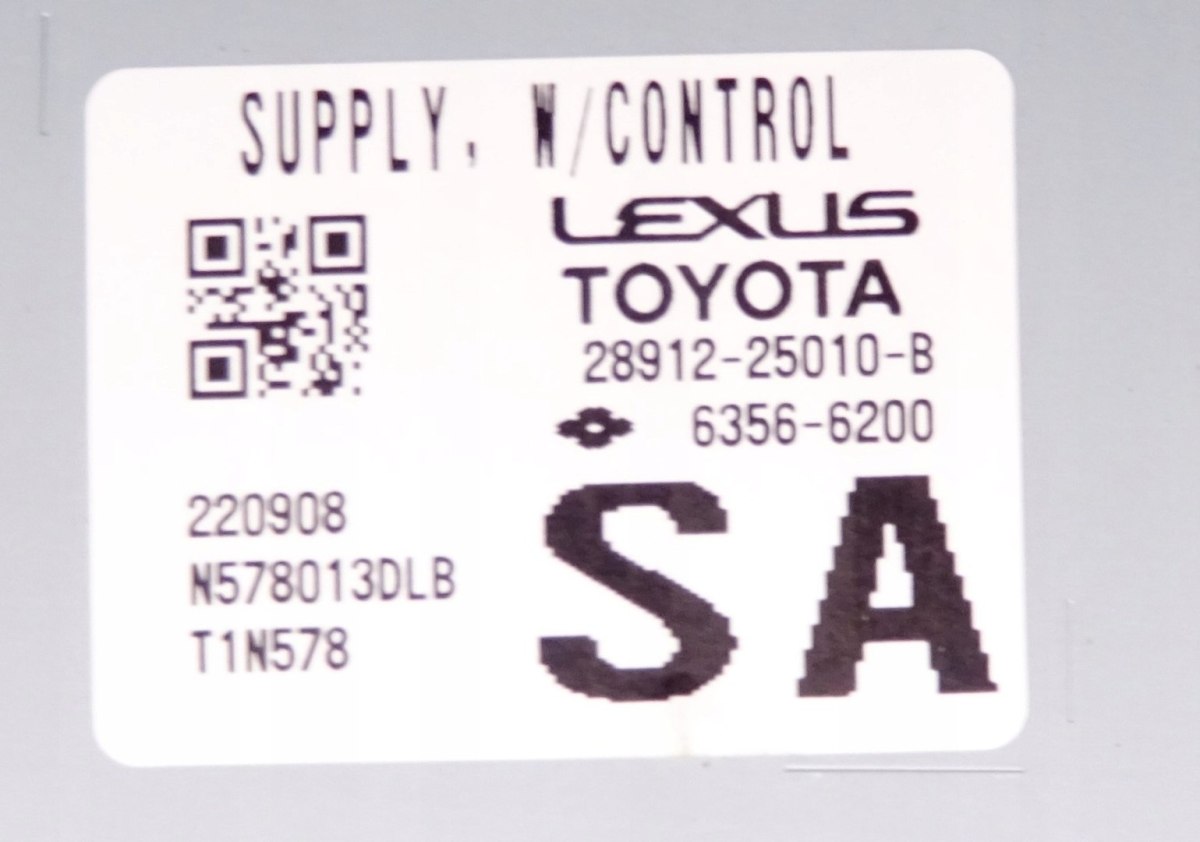 SUPPLY, W/CONTROL
LEXUS
TOYOTA
28912-25010-B
6356-6200
SA
220908
N578013DLB
T1N578